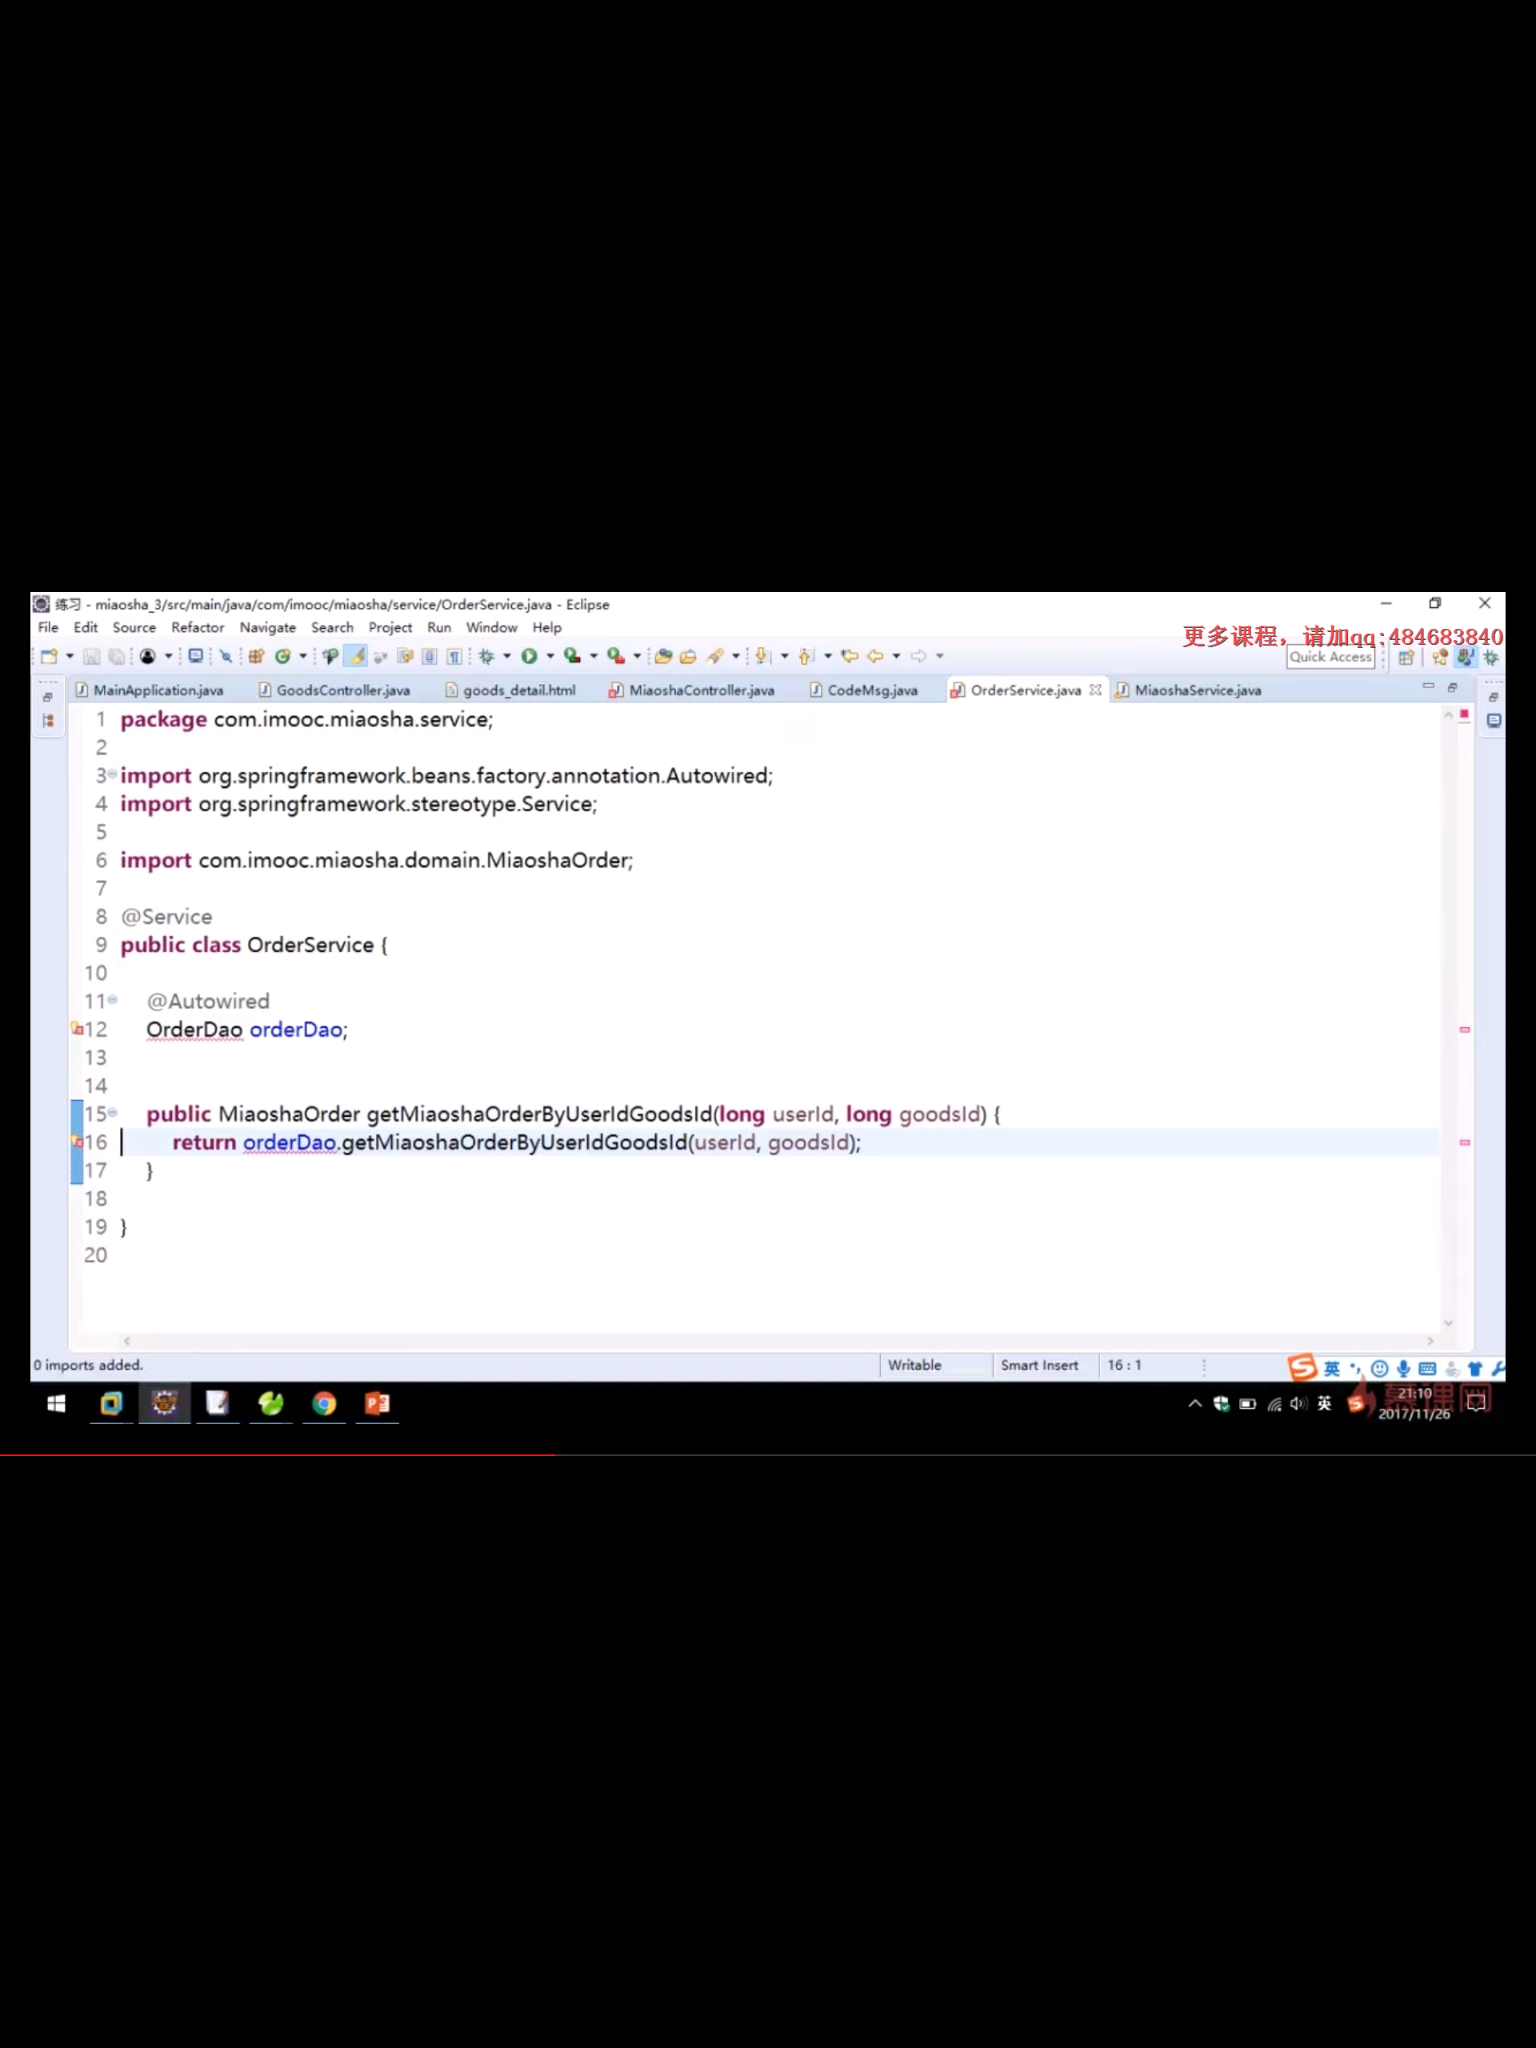 练习 - miaosha_3/src/main/java/com/imooc/miaosha/service/OrderService.java - Eclipse
File Edit Source Refactor Navigate Search Project Run Window Help
更多课程，请加qq:484683840
Quick Access
MainApplication.java GoodsController.java goods_detail.html MiaoshaController.java CodeMsg.java OrderService.java MiaoshaService.java
1 package com.imooc.miaosha.service;
2
3 import org.springframework.beans.factory.annotation.Autowired;
4 import org.springframework.stereotype.Service;
5
6 import com.imooc.miaosha.domain.MiaoshaOrder;
7
8 @Service
9 public class OrderService {
10
11 @Autowired
12 OrderDao orderDao;
13
14
15 public MiaoshaOrder getMiaoshaOrderByUserIdGoodsId(long userId, long goodsId) {
16 return orderDao.getMiaoshaOrderByUserIdGoodsId(userId, goodsId);
17 }
18
19 }
20
0 imports added. Writable Smart Insert 16 : 1
英
英 21:10
慕课网
2017/11/26